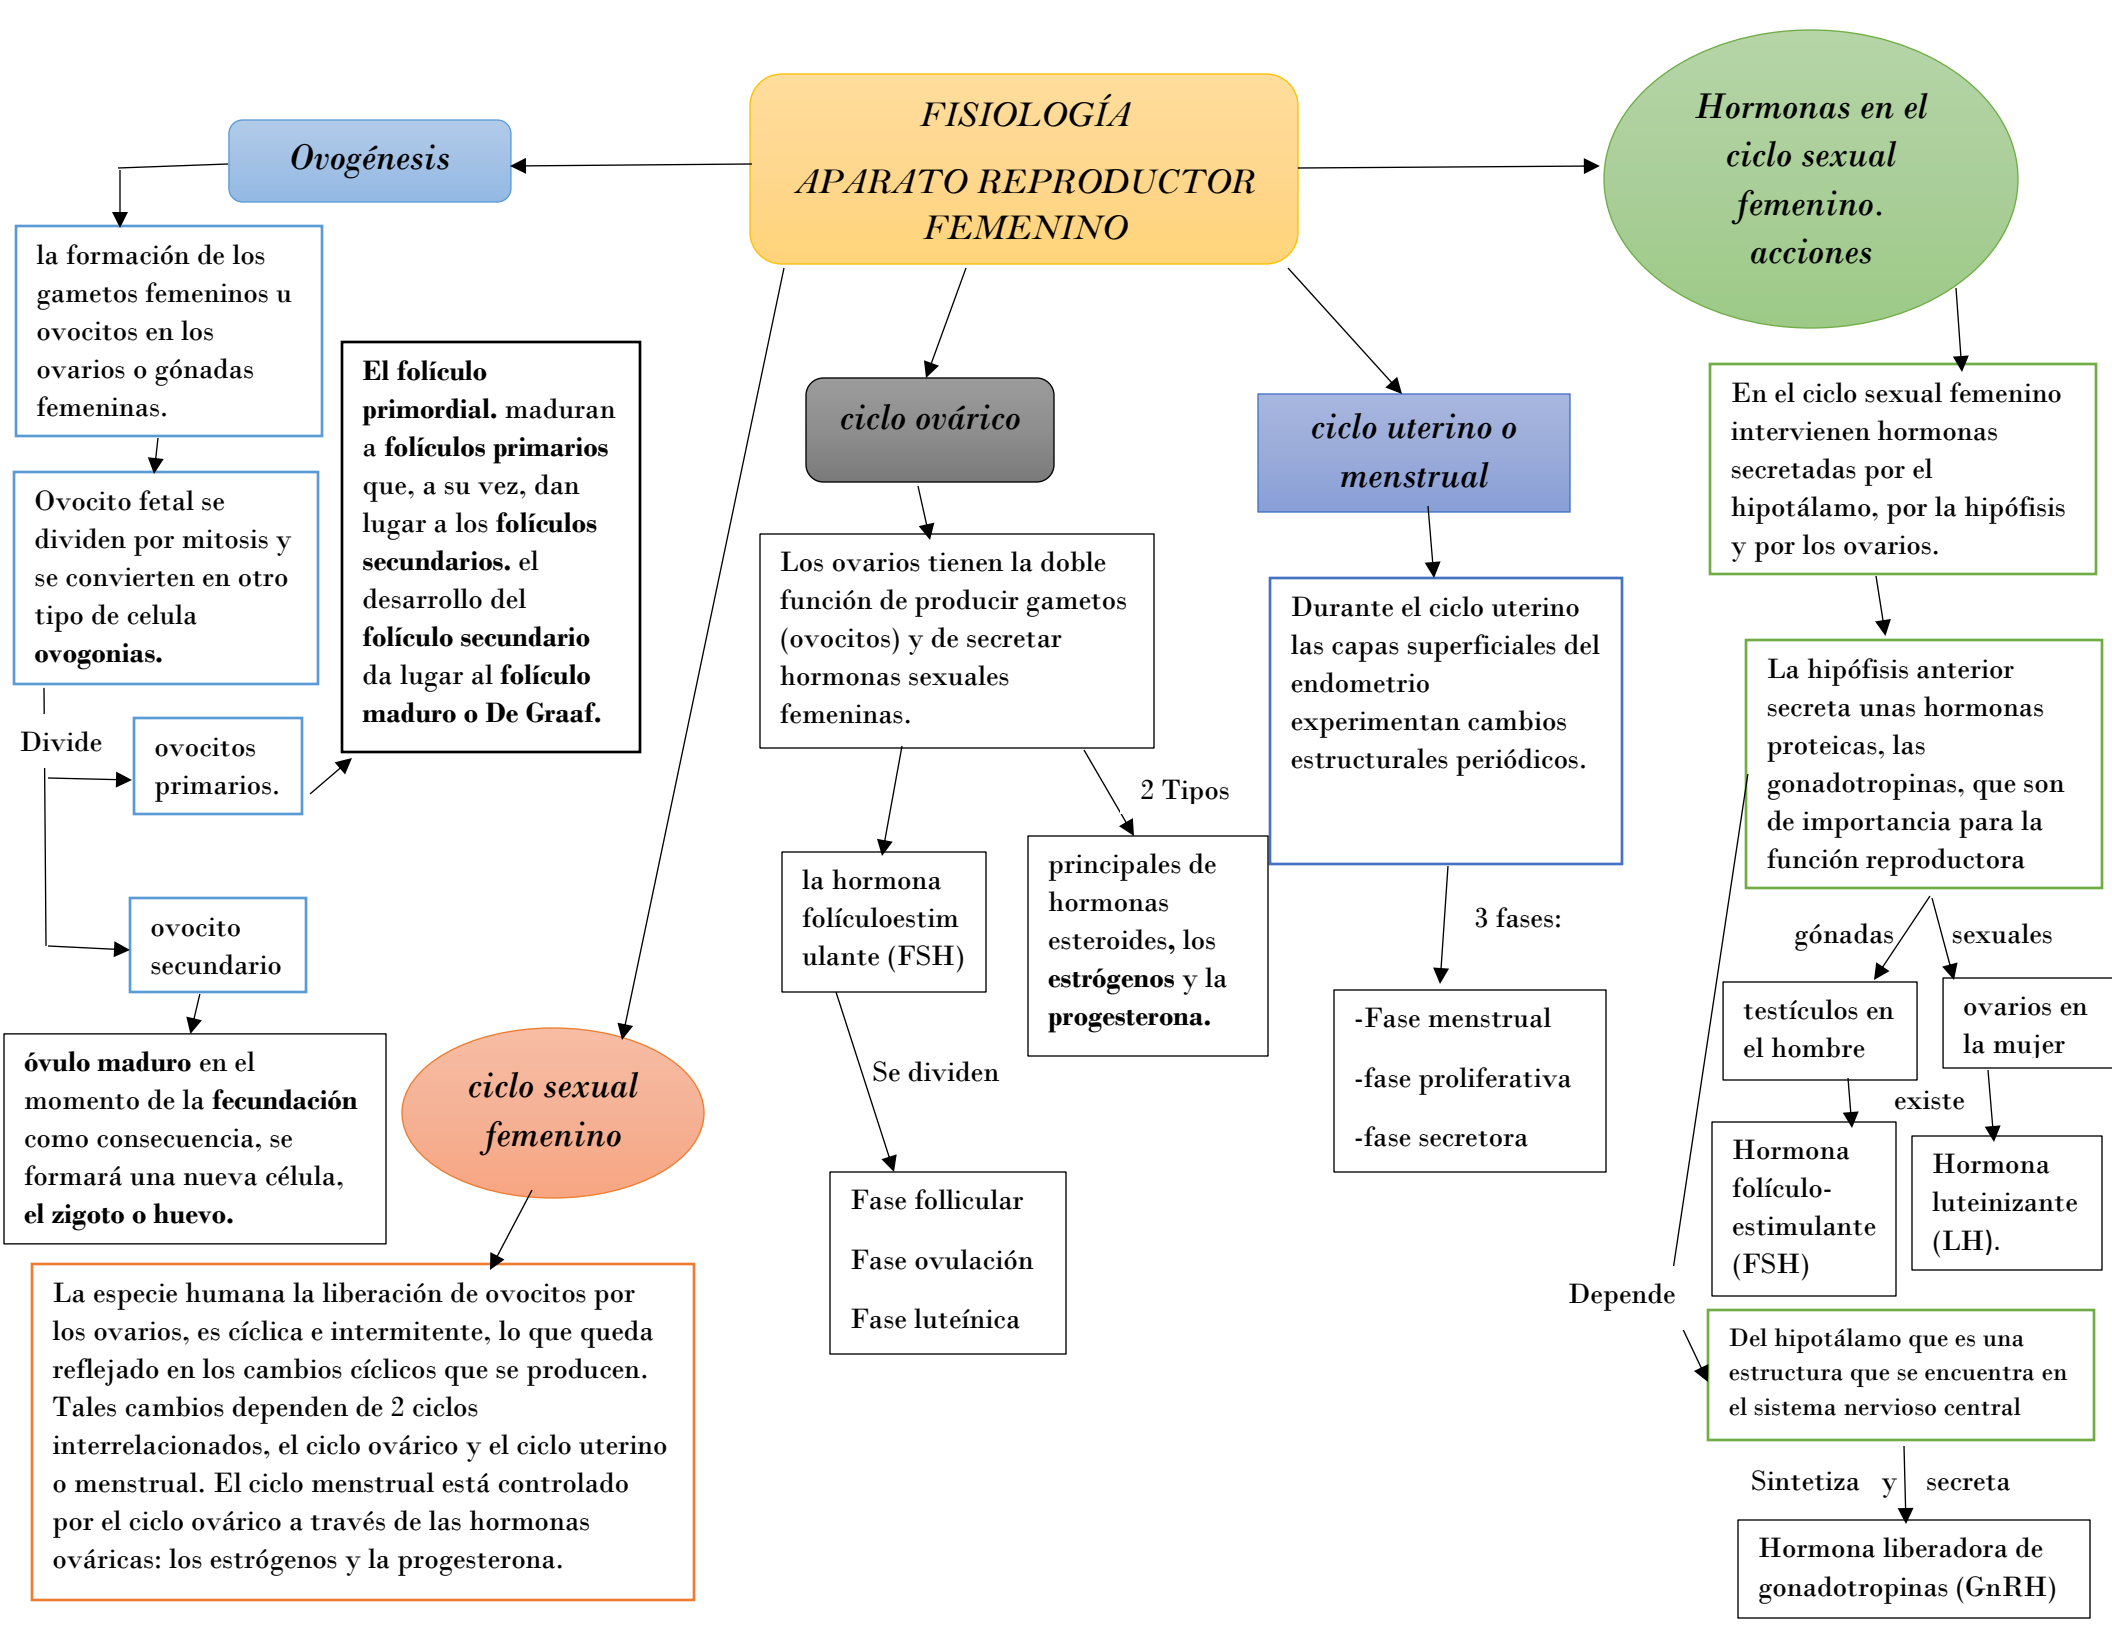 FISIOLOGÍA
APARATO REPRODUCTOR
FEMENINO
Ovogénesis
la formación de los
gametos femeninos u
ovocitos en los
ovarios o gónadas
femeninas.
Ovocito fetal se
dividen por mitosis y
se convierten en otro
tipo de celula
ovogonias.
Divide
ovocitos
primarios.
El folículo
primordial. maduran
a folículos primarios
que, a su vez, dan
lugar a los folículos
secundarios. el
desarrollo del
folículo secundario
da lugar al folículo
maduro o De Graaf.
ovocito
secundario
óvulo maduro en el
momento de la fecundación
como consecuencia, se
formará una nueva célula,
el zigoto o huevo.
ciclo sexual
femenino
La especie humana la liberación de ovocitos por
los ovarios, es cíclica e intermitente, lo que queda
reflejado en los cambios cíclicos que se producen.
Tales cambios dependen de 2 ciclos
interrelacionados, el ciclo ovárico y el ciclo uterino
o menstrual. El ciclo menstrual está controlado
por el ciclo ovárico a través de las hormonas
ováricas: los estrógenos y la progesterona.
ciclo ovárico
Los ovarios tienen la doble
función de producir gametos
(ovocitos) y de secretar
hormonas sexuales
femeninas.
la hormona
folículoestim
ulante (FSH)
2 Tipos
principales de
hormonas
esteroides, los
estrógenos y la
progesterona.
Se dividen
Fase follicular
Fase ovulación
Fase luteínica
ciclo uterino o
menstrual
Durante el ciclo uterino
las capas superficiales del
endometrio
experimentan cambios
estructurales periódicos.
3 fases:
-Fase menstrual
-fase proliferativa
-fase secretora
Hormonas en el
ciclo sexual
femenino.
acciones
En el ciclo sexual femenino
intervienen hormonas
secretadas por el
hipotálamo, por la hipófisis
y por los ovarios.
La hipófisis anterior
secreta unas hormonas
proteicas, las
gonadotropinas, que son
de importancia para la
función reproductora
gónadas
sexuales
testículos en
el hombre
ovarios en
la mujer
existe
Hormona
folículo-
estimulante
(FSH)
Hormona
luteinizante
(LH).
Depende
Del hipotálamo que es una
estructura que se encuentra en
el sistema nervioso central
Sintetiza y secreta
Hormona liberadora de
gonadotropinas (GnRH)